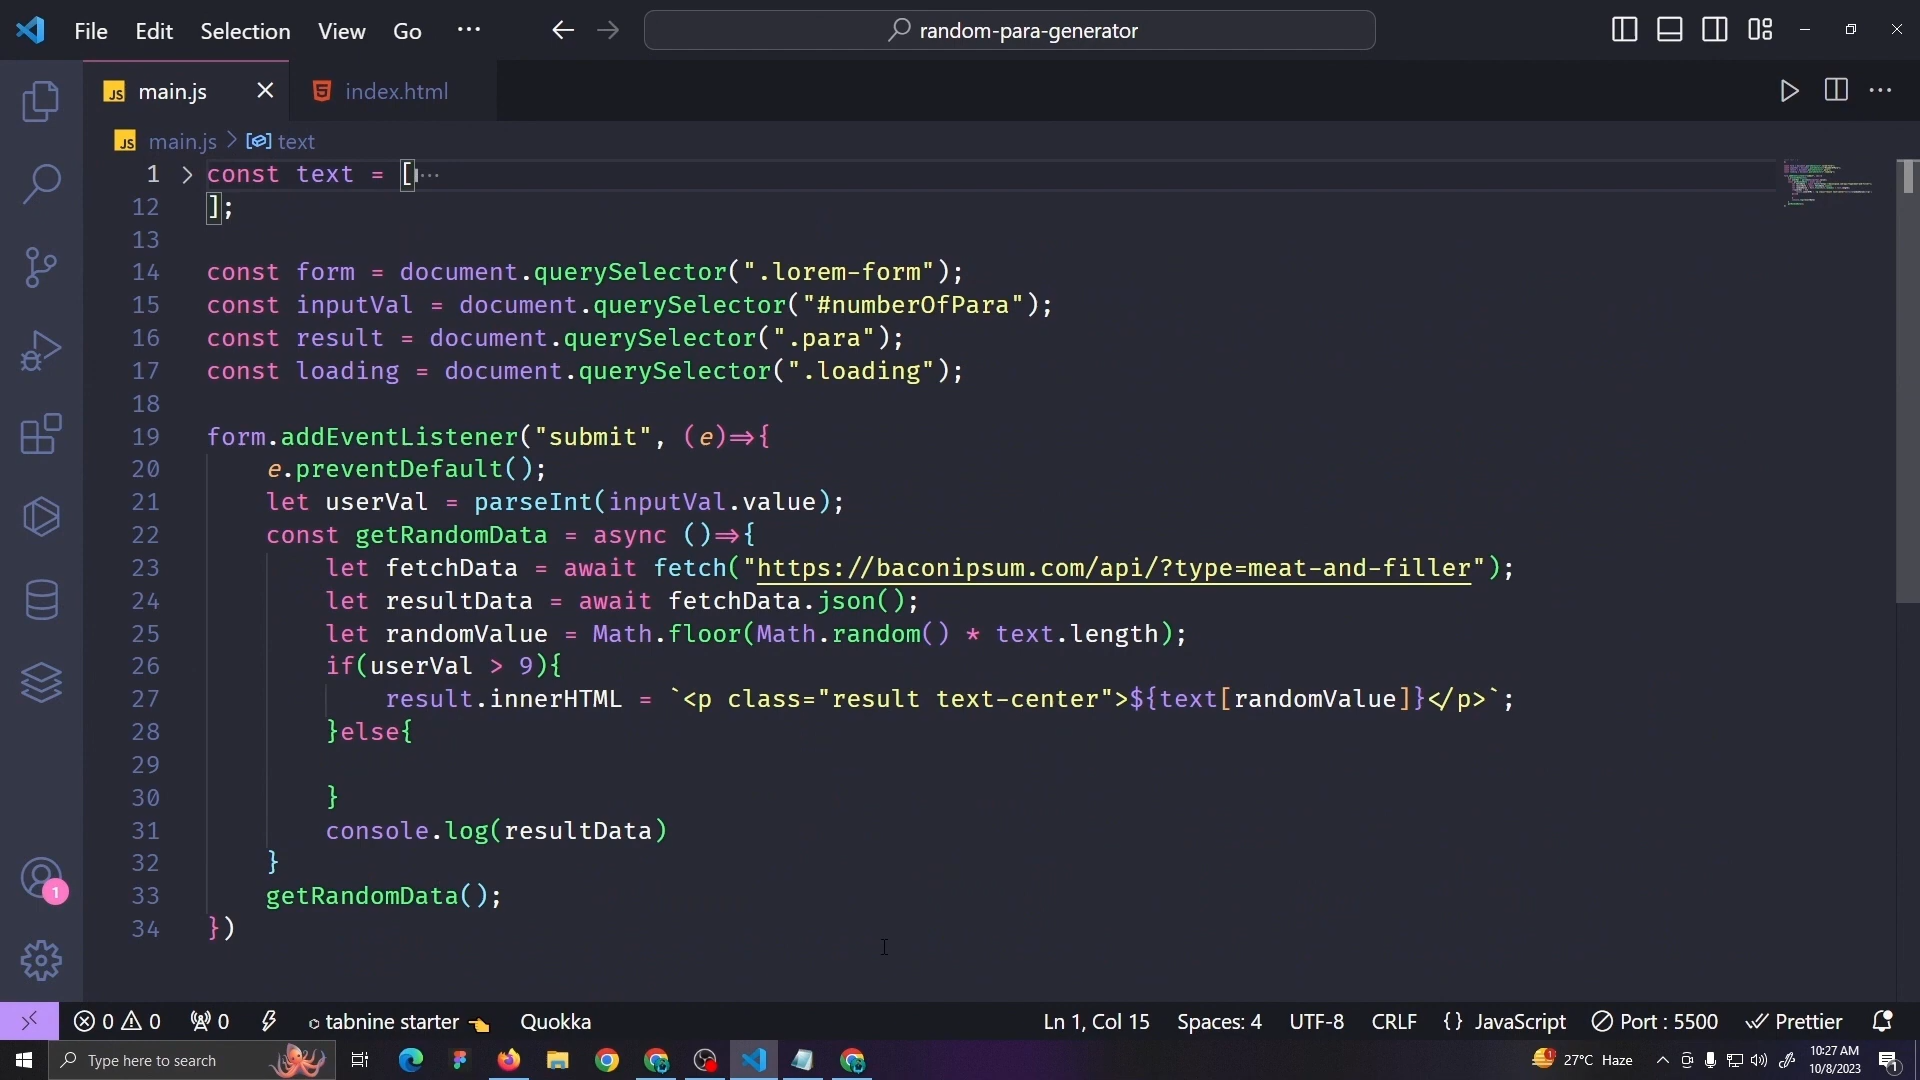 File Edit Selection View Go ··· random-para-generator
JS main.js index.html
JS main.js > text
1 const text = [···
12 ];
13
14 const form = document.querySelector(".lorem-form");
15 const inputVal = document.querySelector("#numberOfPara");
16 const result = document.querySelector(".para");
17 const loading = document.querySelector(".loading");
18
19 form.addEventListener("submit", (e)=>{
20 e.preventDefault();
21 let userVal = parseInt(inputVal.value);
22 const getRandomData = async ()=>{
23 let fetchData = await fetch("https://baconipsum.com/api/?type=meat-and-filler");
24 let resultData = await fetchData.json();
25 let randomValue = Math.floor(Math.random() * text.length);
26 if(userVal > 9){
27 result.innerHTML = `<p class="result text-center">${text[randomValue]}</p>`;
28 }else{
29
30 }
31 console.log(resultData)
32 }
33 getRandomData();
34 })
1
0 0 0 tabnine starter Quokka Ln 1, Col 15 Spaces: 4 UTF-8 CRLF {} JavaScript Port : 5500 Prettier
Type here to search 1 27°C Haze 10:27 AM
10/8/2023 1